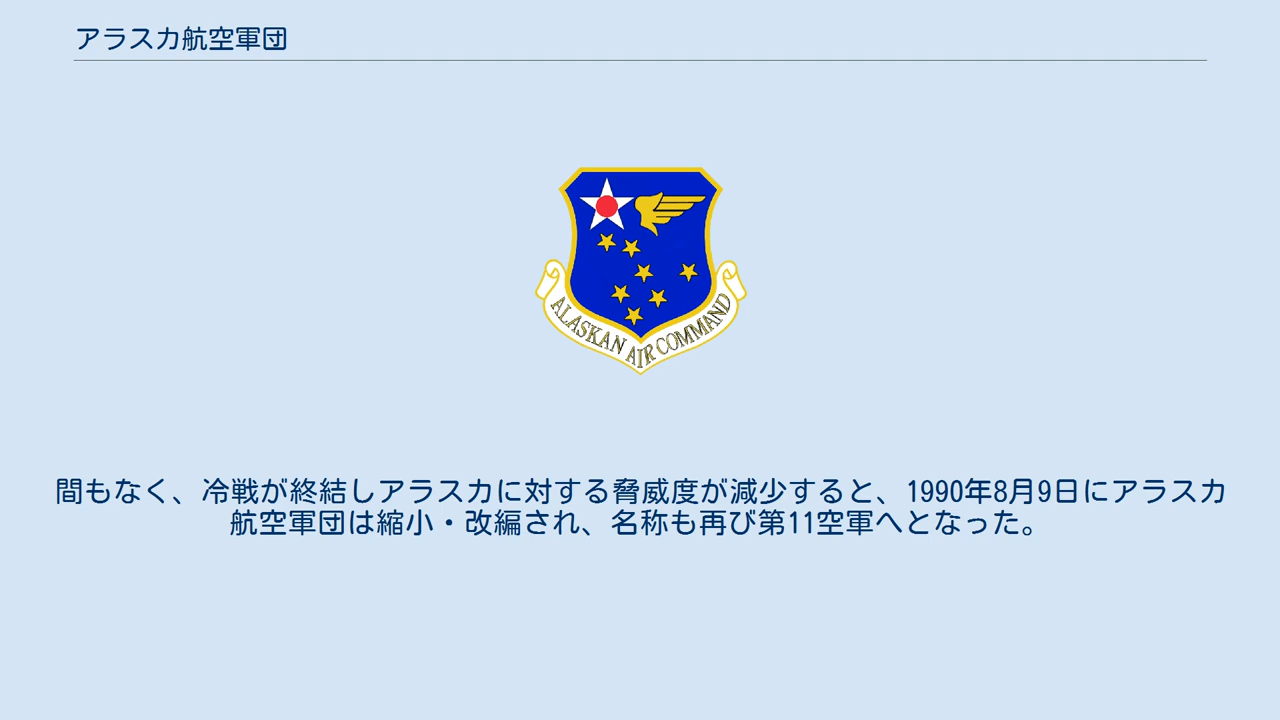 アラスカ航空軍団
ALASKAN AIR COMMAND
間もなく、冷戦が終結しアラスカに対する脅威度が減少すると、1990年8月9日にアラスカ
航空軍団は縮小・改編され、名称も再び第11空軍へとなった。